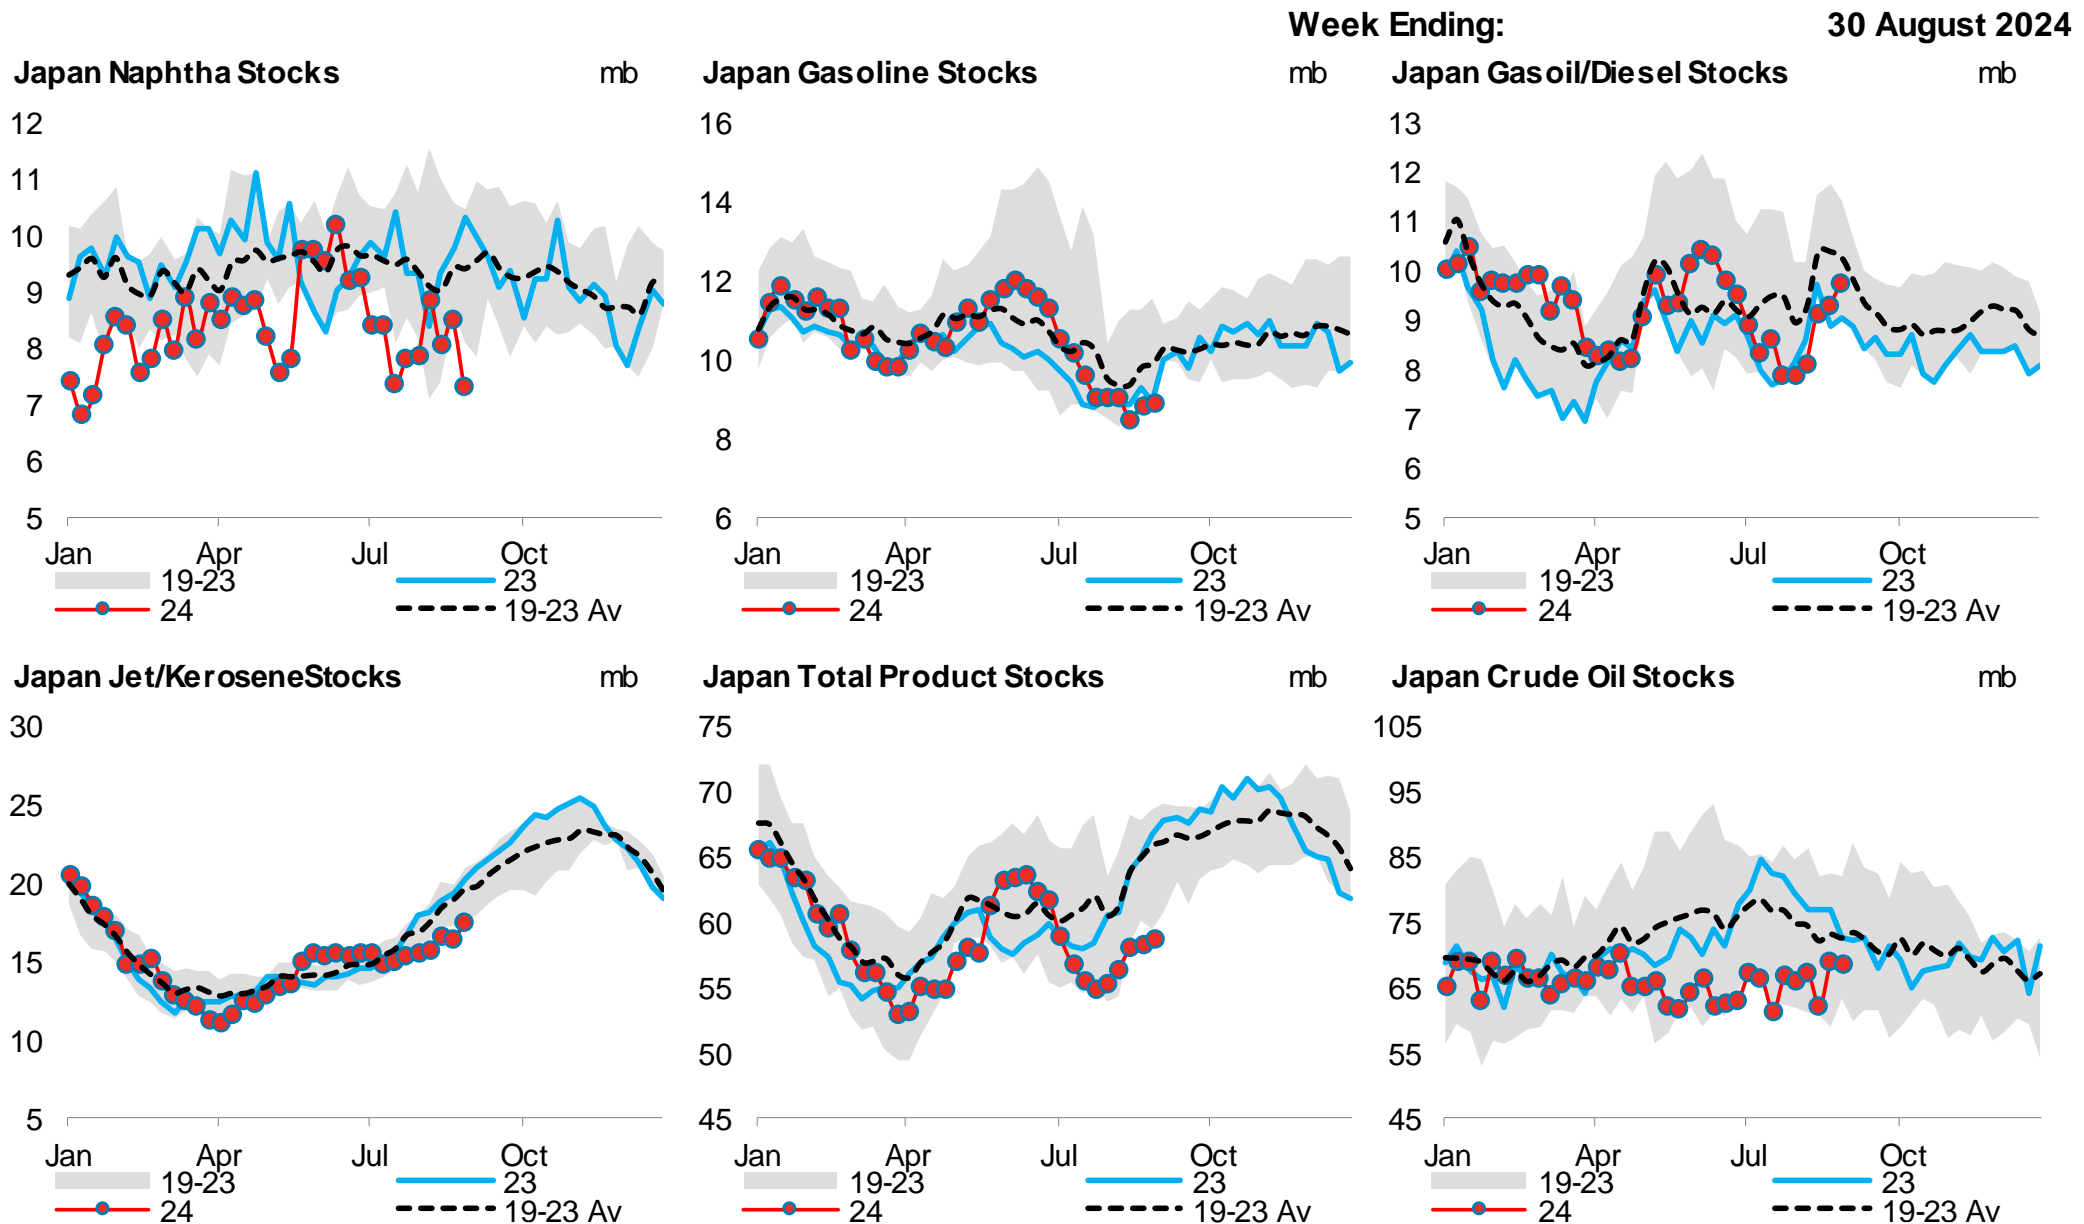 Week Ending: 30 August 2024
Japan Naphtha Stocks mb
12
11
10
9
8
7
6
5
Jan Apr Jul Oct
19-23 23
24 19-23 Av
Japan Gasoline Stocks mb
16
14
12
10
8
6
Jan Apr Jul Oct
19-23 23
24 19-23 Av
Japan Gasoil/Diesel Stocks mb
13
12
11
10
9
8
7
6
5
Jan Apr Jul Oct
19-23 23
24 19-23 Av
Japan Jet/Kerosene Stocks mb
30
25
20
15
10
5
Jan Apr Jul Oct
19-23 23
24 19-23 Av
Japan Total Product Stocks mb
75
70
65
60
55
50
45
Jan Apr Jul Oct
19-23 23
24 19-23 Av
Japan Crude Oil Stocks mb
105
95
85
75
65
55
45
Jan Apr Jul Oct
19-23 23
24 19-23 Av